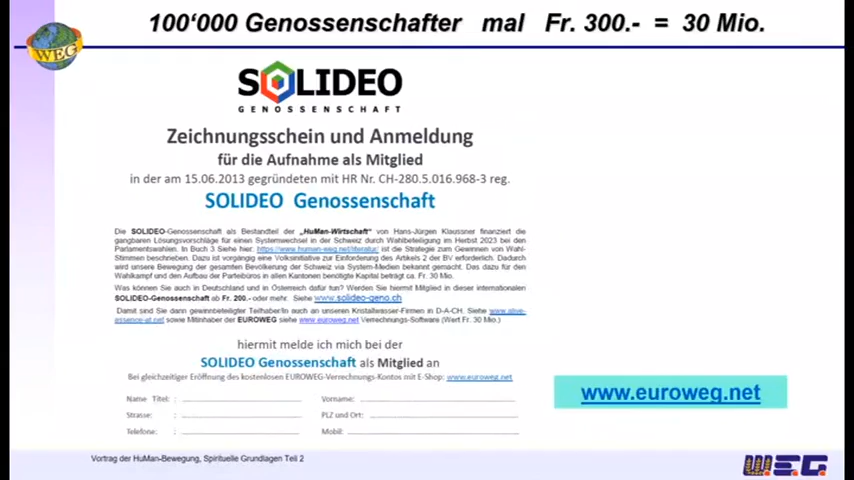 100‘000 Genossenschafter mal Fr. 300.- = 30 Mio.
WEG
SOLIDEO
GENOSSENSCHAFT
Zeichnungsschein und Anmeldung
für die Aufnahme als Mitglied
in der am 15.06.2013 gegründeten mit HR Nr. CH-280.5.016.968-3 reg.
SOLIDEO Genossenschaft
Die SOLIDEO-Genossenschaft als Bestandteil der „HuMan-Wirtschaft" von Hans-Jürgen Klaussner finanziert die
gangbaren Lösungsvorschläge für einen Systemwechsel in der Schweiz durch Wahlbeteiligung im Herbst 2023 bei den
Parlamentswahlen. In Buch 3 Siehe hier: https://www.human-weg.net/literatur/ ist die Strategie zum Gewinnen von Wahl-
Stimmen beschrieben. Dazu ist vorgängig eine Volksinitiative zur Einforderung des Artikels 2 der BV erforderlich. Dadurch
wird unsere Bewegung der gesamten Bevölkerung der Schweiz via System-Medien bekannt gemacht. Das dazu für den
Wahlkampf und den Aufbau der Parteibüros in allen Kantonen benötigte Kapital beträgt ca. Fr. 30 Mio.
Was können Sie auch in Deutschland und in Österreich dafür tun? Werden Sie hiermit Mitglied in dieser internationalen
SOLIDEO-Genossenschaft ab Fr. 200.- oder mehr. Siehe www.solideo-geno.ch
Damit sind Sie dann gewinnbeteiligter Teilhaber/in auch an unseren Kristallwasser-Firmen in D-A-CH. Siehe www.alive-
essence-at.net sowie Mitinhaber der EUROWEG siehe www.euroweg.net Verrechnungs-Software (Wert Fr. 30 Mio.)
hiermit melde ich mich bei der
SOLIDEO Genossenschaft als Mitglied an
Bei gleichzeitiger Eröffnung des kostenlosen EUROWEG-Verrechnungs-Kontos mit E-Shop: www.euroweg.net
www.euroweg.net
Name Titel: : Vorname:
Strasse: : PLZ und Ort:
Telefone: : Mobil:
Vortrag der HuMan-Bewegung, Spirituelle Grundlagen Teil 2
W.E.G.